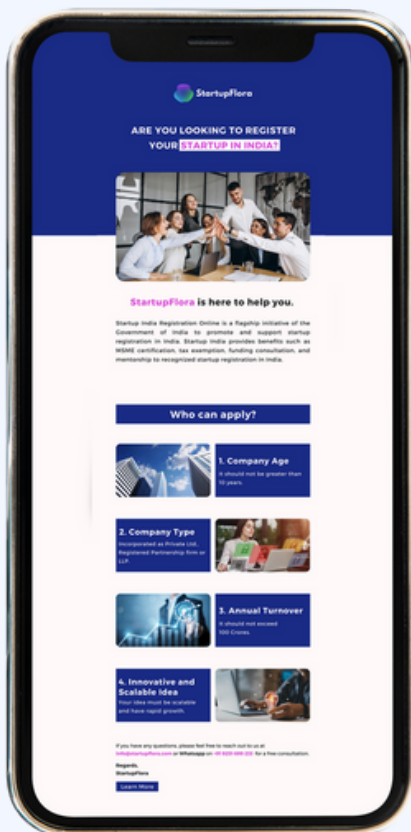 StartupFlora
ARE YOU LOOKING TO REGISTER
YOUR STARTUP IN INDIA?
StartupFlora is here to help you.
Startup India Registration Online is a flagship initiative of the
Government of India to promote and support startup
registration in India. Startup India provides benefits such as
MSME certification, tax exemption, funding consultation, and
mentorship to recognized startup registration in India.
Who can apply?
1. Company Age
It should not be greater than
10 years.
2. Company Type
Incorporated as Private Ltd.,
Registered Partnership firm or
LLP.
3. Annual Turnover
It should not exceed
100 Crores.
4. Innovative and
Scalable Idea
Your idea must be scalable
and have rapid growth.
If you have any questions, please feel free to reach out to us at
info@startupflora.com or Whatsapp on for a free consultation.
Regards,
StartupFlora
Learn More